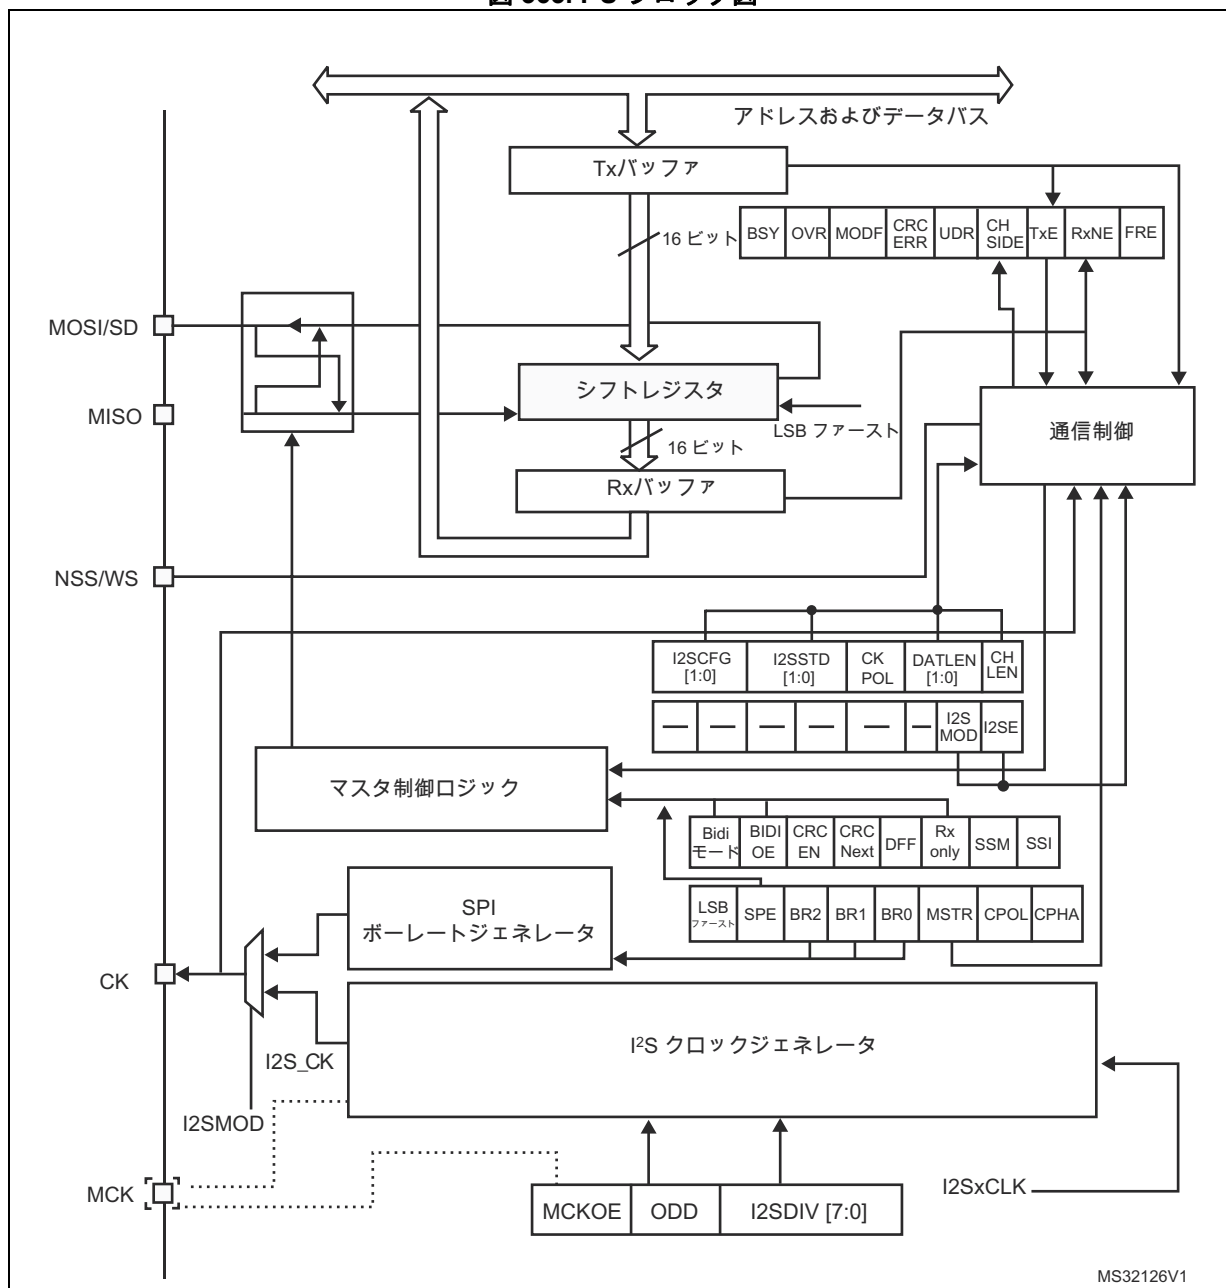 アドレスおよびデータバス
Txバッファ
16 ビット
BSY
OVR
MODF
CRC
ERR
UDR
CH
SIDE
TxE
RxNE
FRE
MOSI/SD
シフトレジスタ
MISO
LSB ファースト
通信制御
16 ビット
Rxバッファ
NSS/WS
I2SCFG
[1:0]
I2SSTD
[1:0]
CK
POL
DATLEN
[1:0]
CH
LEN
— — — — — —
I2S
MOD
I2SE
マスタ制御ロジック
Bidi
モード
BIDI
OE
CRC
EN
CRC
Next
DFF
Rx
only
SSM
SSI
SPI
ボーレートジェネレータ
LSB
ファースト
SPE
BR2
BR1
BR0
MSTR
CPOL
CPHA
CK
I²S クロックジェネレータ
I2S_CK
I2SMOD
MCK
I2SxCLK
MCKOE
ODD
I2SDIV [7:0]
MS32126V1